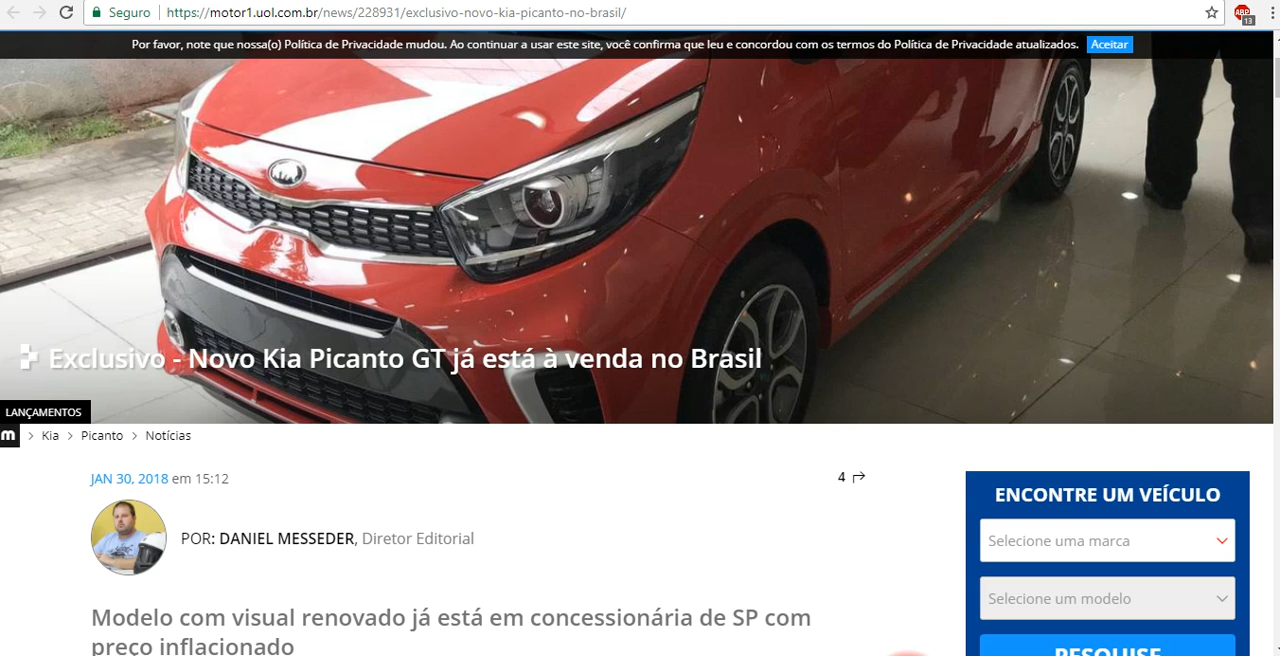 Seguro
https://motor1.uol.com.br/news/228931/exclusivo-novo-kia-picanto-no-brasil/
ABP
13
Por favor, note que nossa(o) Política de Privacidade mudou. Ao continuar a usar este site, você confirma que leu e concordou com os termos do Política de Privacidade atualizados. Aceitar
Exclusivo - Novo Kia Picanto GT já está à venda no Brasil
LANÇAMENTOS
m > Kia > Picanto > Notícias
JAN 30, 2018 em 15:12
4
POR: DANIEL MESSEDER, Diretor Editorial
Modelo com visual renovado já está em concessionária de SP com
preço inflacionado
ENCONTRE UM VEÍCULO
Selecione uma marca
Selecione um modelo
PESQUISE